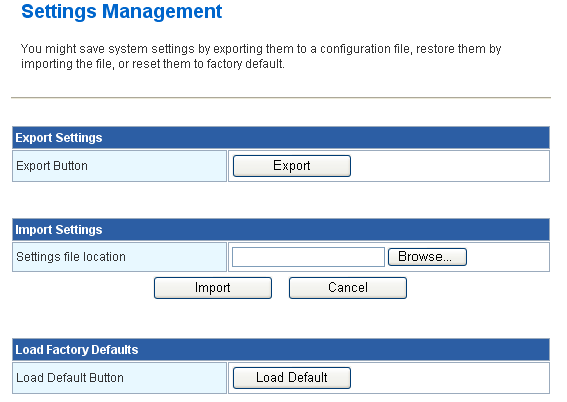 Settings Management
You might save system settings by exporting them to a configuration file, restore them by
importing the file, or reset them to factory default.
Export Settings
Export Button Export
Import Settings
Settings file location Browse...
Import Cancel
Load Factory Defaults
Load Default Button Load Default